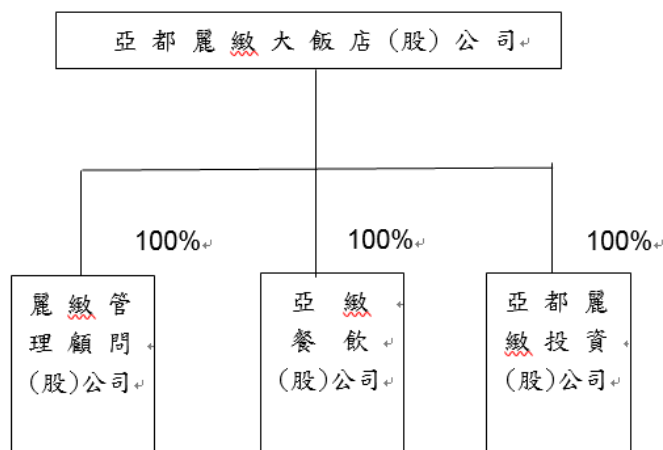 亞都麗緻大飯店(股)公司
100%
100%
100%
麗緻管
理顧問
(股)公司
亞緻
餐飲
(股)公司
亞都麗
緻投資
(股)公司